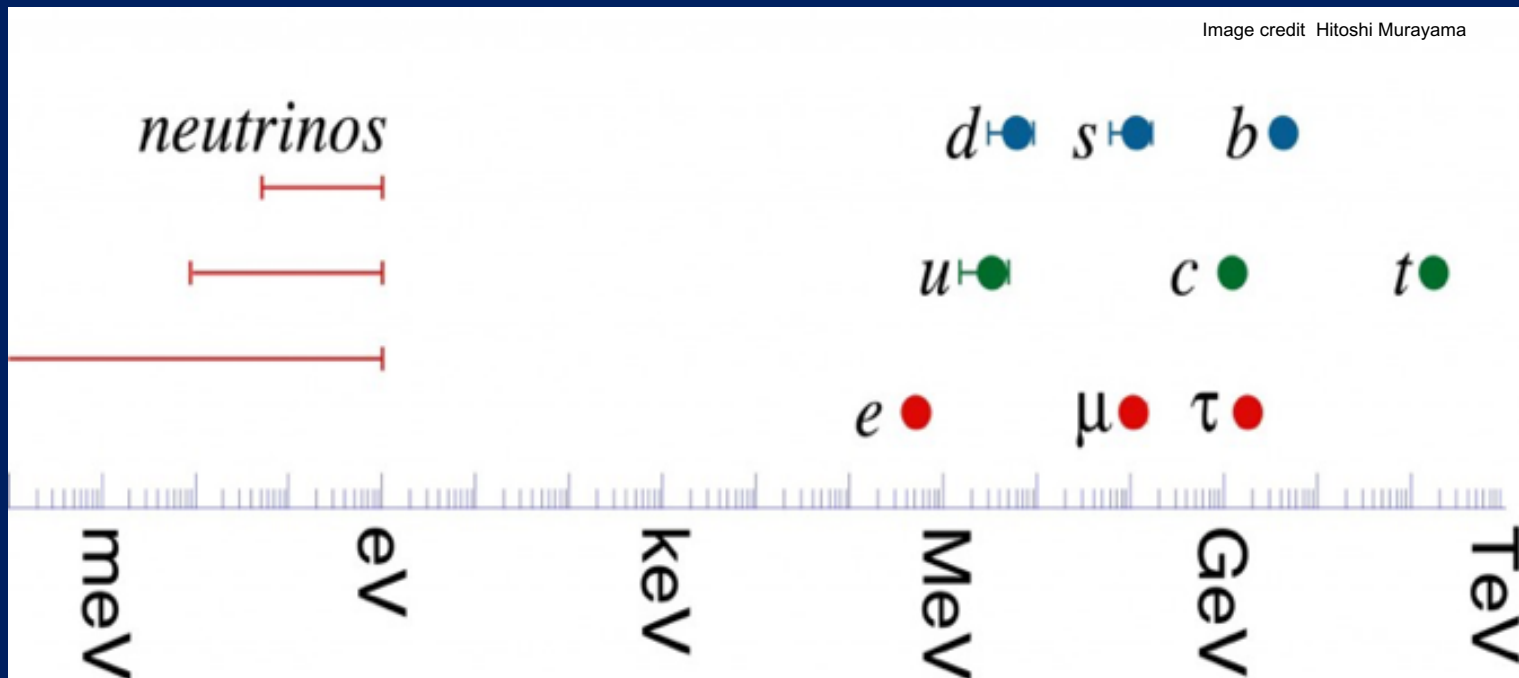 Image credit Hitoshi Murayama
neutrinos
d s b
u c t
e μ τ
meV eV keV MeV GeV TeV